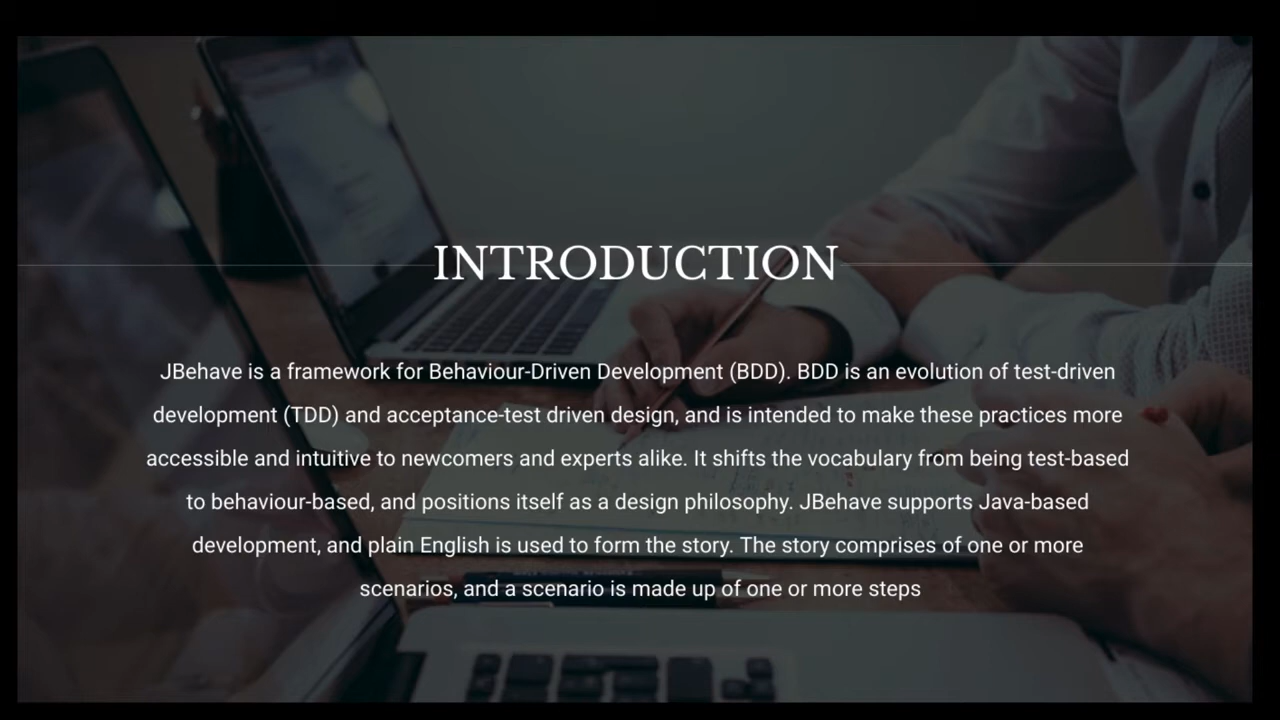 INTRODUCTION
JBehave is a framework for Behaviour-Driven Development (BDD). BDD is an evolution of test-driven
development (TDD) and acceptance-test driven design, and is intended to make these practices more
accessible and intuitive to newcomers and experts alike. It shifts the vocabulary from being test-based
to behaviour-based, and positions itself as a design philosophy. JBehave supports Java-based
development, and plain English is used to form the story. The story comprises of one or more
scenarios, and a scenario is made up of one or more steps